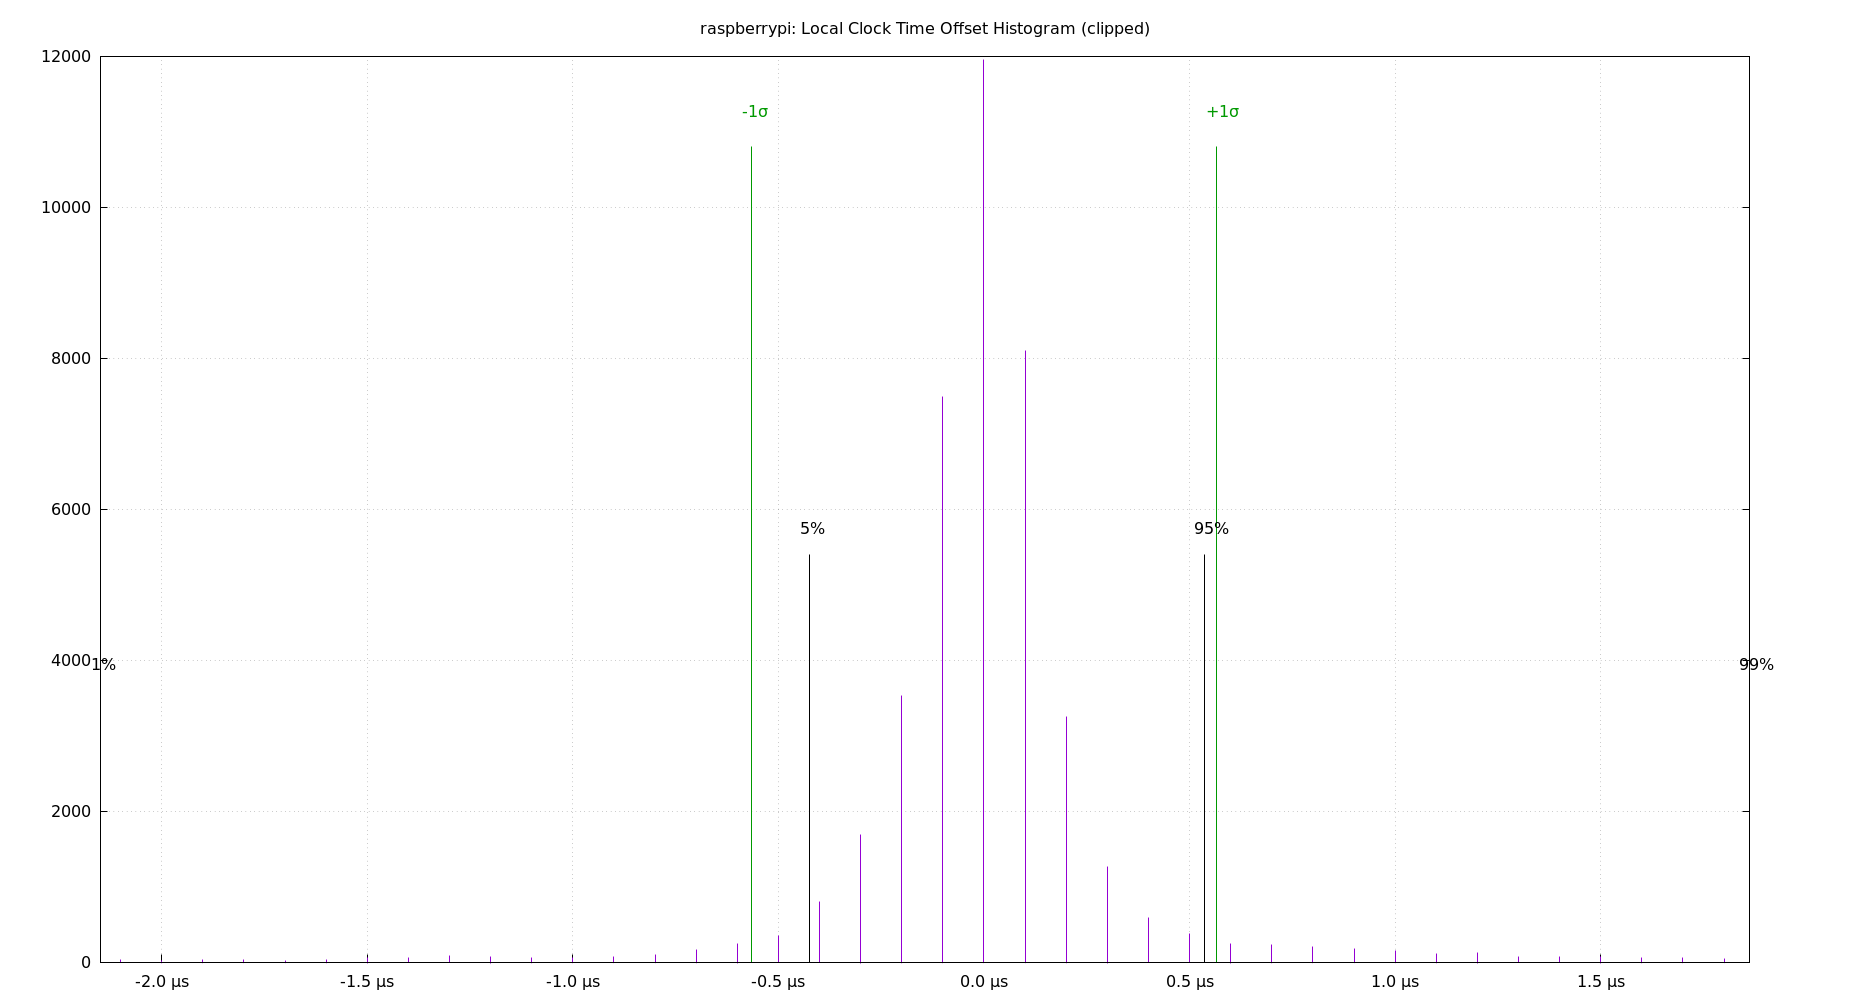 raspberrypi: Local Clock Time Offset Histogram (clipped)
12000
-1σ
+1σ
10000
8000
6000
5%
95%
4000
1%
99%
2000
0
-2.0 µs
-1.5 µs
-1.0 µs
-0.5 µs
0.0 µs
0.5 µs
1.0 µs
1.5 µs